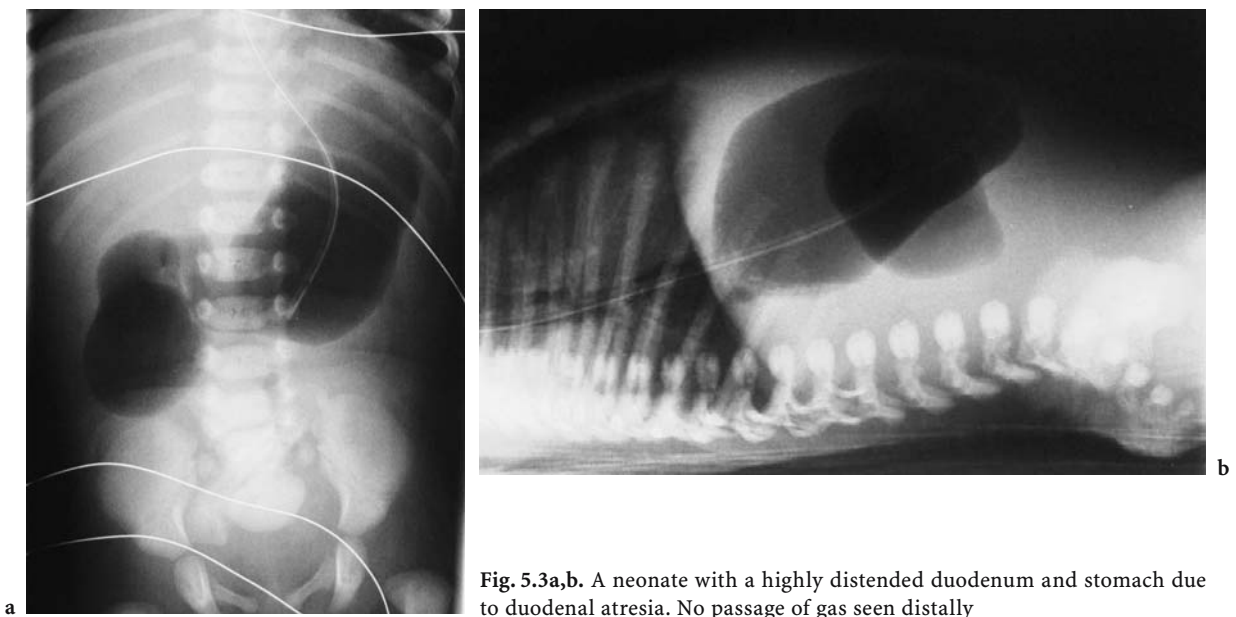 b
a
Fig. 5.3a,b. A neonate with a highly distended duodenum and stomach due
to duodenal atresia. No passage of gas seen distally